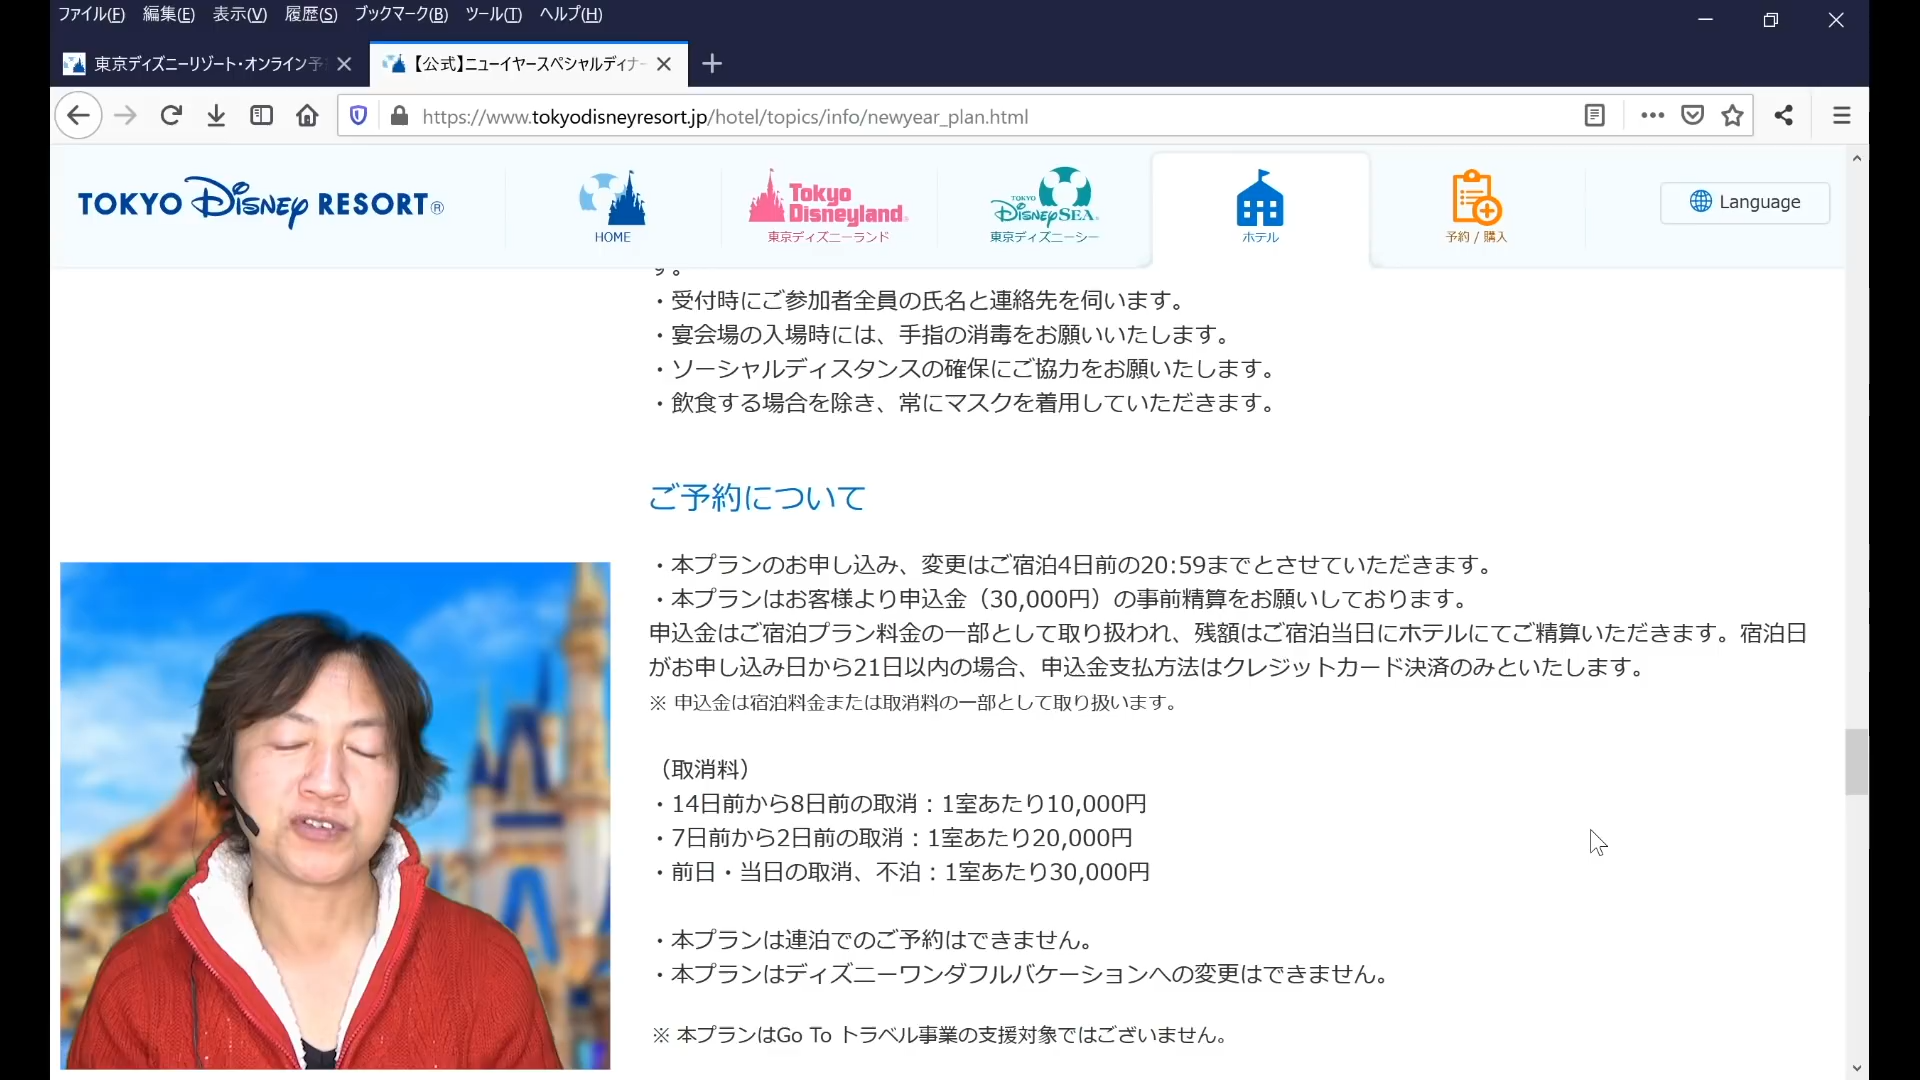 ファイル(F) 編集(E) 表示(V) 履歴(S) ブックマーク(B) ツール(T) ヘルプ(H)
東京ディズニーリゾート・オンライン予
【公式】ニューイヤースペシャルディナー
https://www.tokyodisneyresort.jp/hotel/topics/info/newyear_plan.html
TOKYO Disney RESORT®
HOME
Tokyo Disneyland
東京ディズニーランド
TOKYO DisneySEA
東京ディズニーシー
ホテル
予約 / 購入
Language
す。
・受付時にご参加者全員の氏名と連絡先を伺います。
・宴会場の入場時には、手指の消毒をお願いいたします。
・ソーシャルディスタンスの確保にご協力をお願いたします。
・飲食する場合を除き、常にマスクを着用していただきます。
ご予約について
・本プランのお申し込み、変更はご宿泊4日前の20:59までとさせていただきます。
・本プランはお客様より申込金（30,000円）の事前精算をお願いしております。
申込金はご宿泊プラン料金の一部として取り扱われ、残額はご宿泊当日にホテルにてご精算いただきます。宿泊日
がお申し込み日から21日以内の場合、申込金支払方法はクレジットカード決済のみといたします。
※ 申込金は宿泊料金または取消料の一部として取り扱います。
（取消料）
・14日前から8日前の取消：1室あたり10,000円
・7日前から2日前の取消：1室あたり20,000円
・前日・当日の取消、不泊：1室あたり30,000円
・本プランは連泊でのご予約はできません。
・本プランはディズニーワンダフルバケーションへの変更はできません。
※ 本プランはGo To トラベル事業の支援対象ではございません。